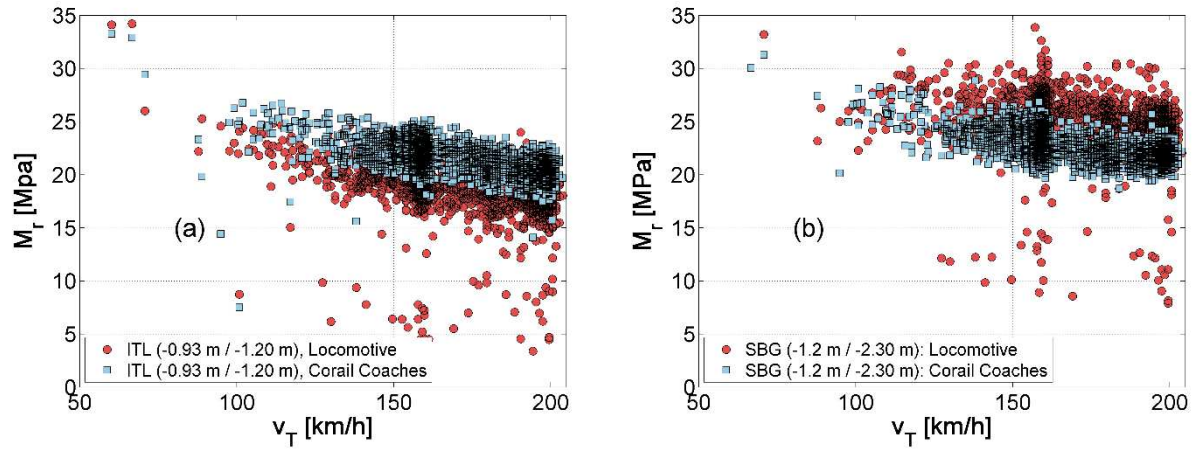 35
30
25
20
15
10
5
0
M_r [Mpa]
(a)
ITL (-0.93 m / -1.20 m), Locomotive
ITL (-0.93 m / -1.20 m), Corail Coaches
50
100
150
200
v_T [km/h]
35
30
25
20
15
10
5
0
M_r [MPa]
(b)
SBG (-1.2 m / -2.30 m): Locomotive
SBG (-1.2 m / -2.30 m): Corail Coaches
50
100
150
200
v_T [km/h]